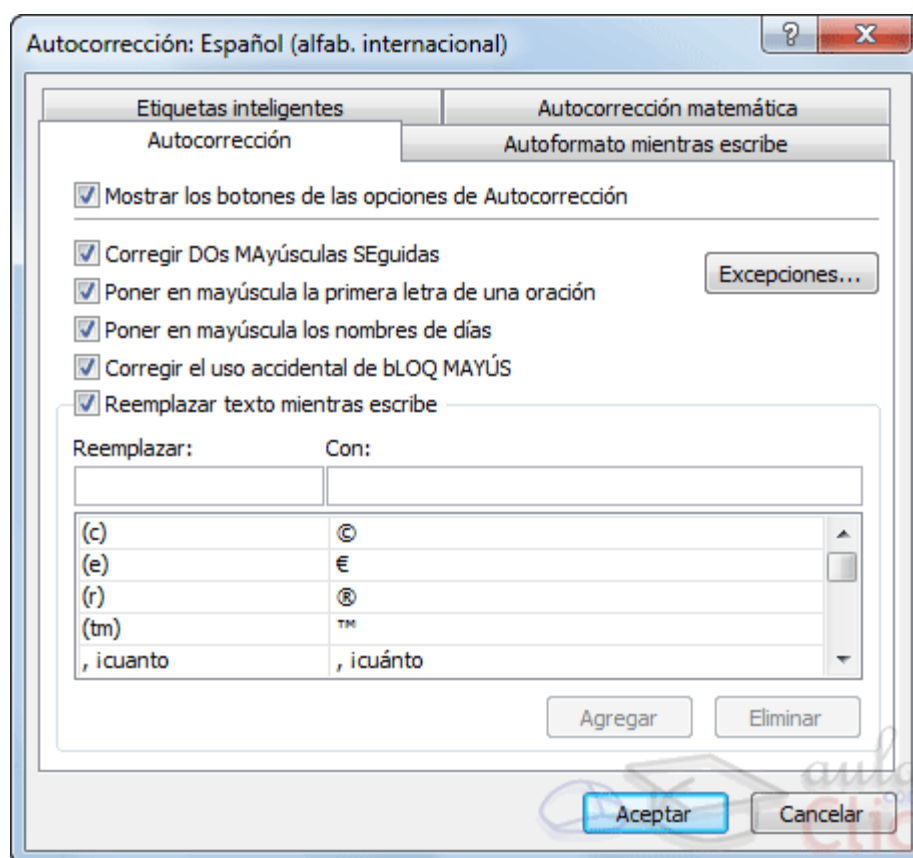 Autocorrección: Español (alfab. internacional)
Etiquetas inteligentes Autocorrección matemática
Autocorrección Autoformato mientras escribe
Mostrar los botones de las opciones de Autocorrección
Corregir DOs MAyúsculas SEguidas
Excepciones...
Poner en mayúscula la primera letra de una oración
Poner en mayúscula los nombres de días
Corregir el uso accidental de bLOQ MAYÚS
Reemplazar texto mientras escribe
Reemplazar: Con:
(c) ©
(e) €
(r) ®
(tm) ™
, icuanto , icuánto
Agregar Eliminar
aula
Aceptar Cancelar
Clic